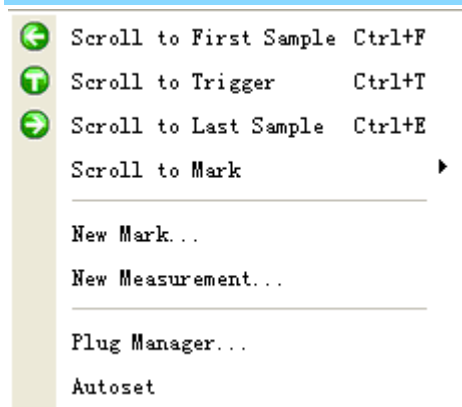 Scroll to First Sample Ctrl+F
T Scroll to Trigger Ctrl+T
Scroll to Last Sample Ctrl+E
Scroll to Mark
New Mark...
New Measurement...
Plug Manager...
Autoset